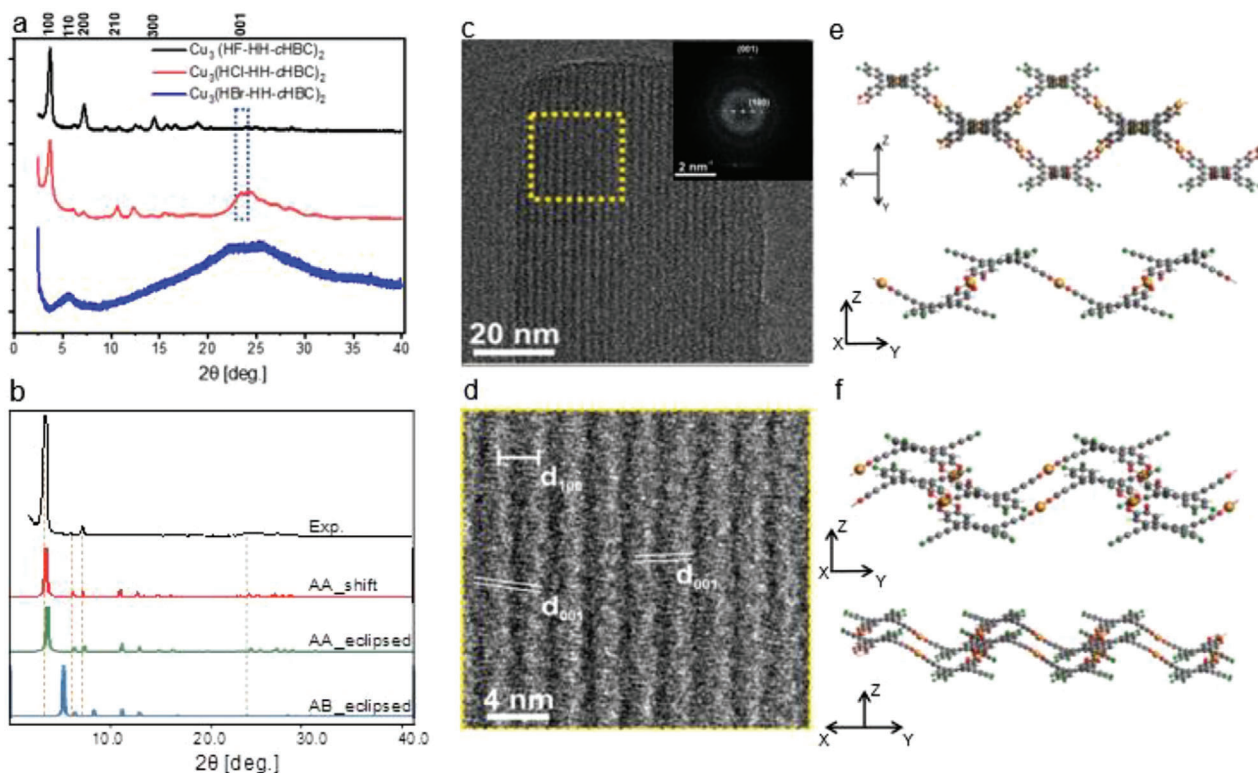 a
100
110
200
210
300
001
Cu₃(HF-HH-cHBC)₂
Cu₃(HCl-HH-cHBC)₂
Cu₃(HBr-HH-cHBC)₂
0 5 10 15 20 25 30 35 40
2θ [deg.]
b
Exp.
AA_shift
AA_eclipsed
AB_eclipsed
10.0 20.0 30.0 40.0
2θ [deg.]
c
(001)
(100)
2 nm⁻¹
20 nm
d
d₁₀₀
d₀₀₁
d₀₀₁
4 nm
e
X
Z
Y
Z
X Y
f
Z
X Y
Z
X Y